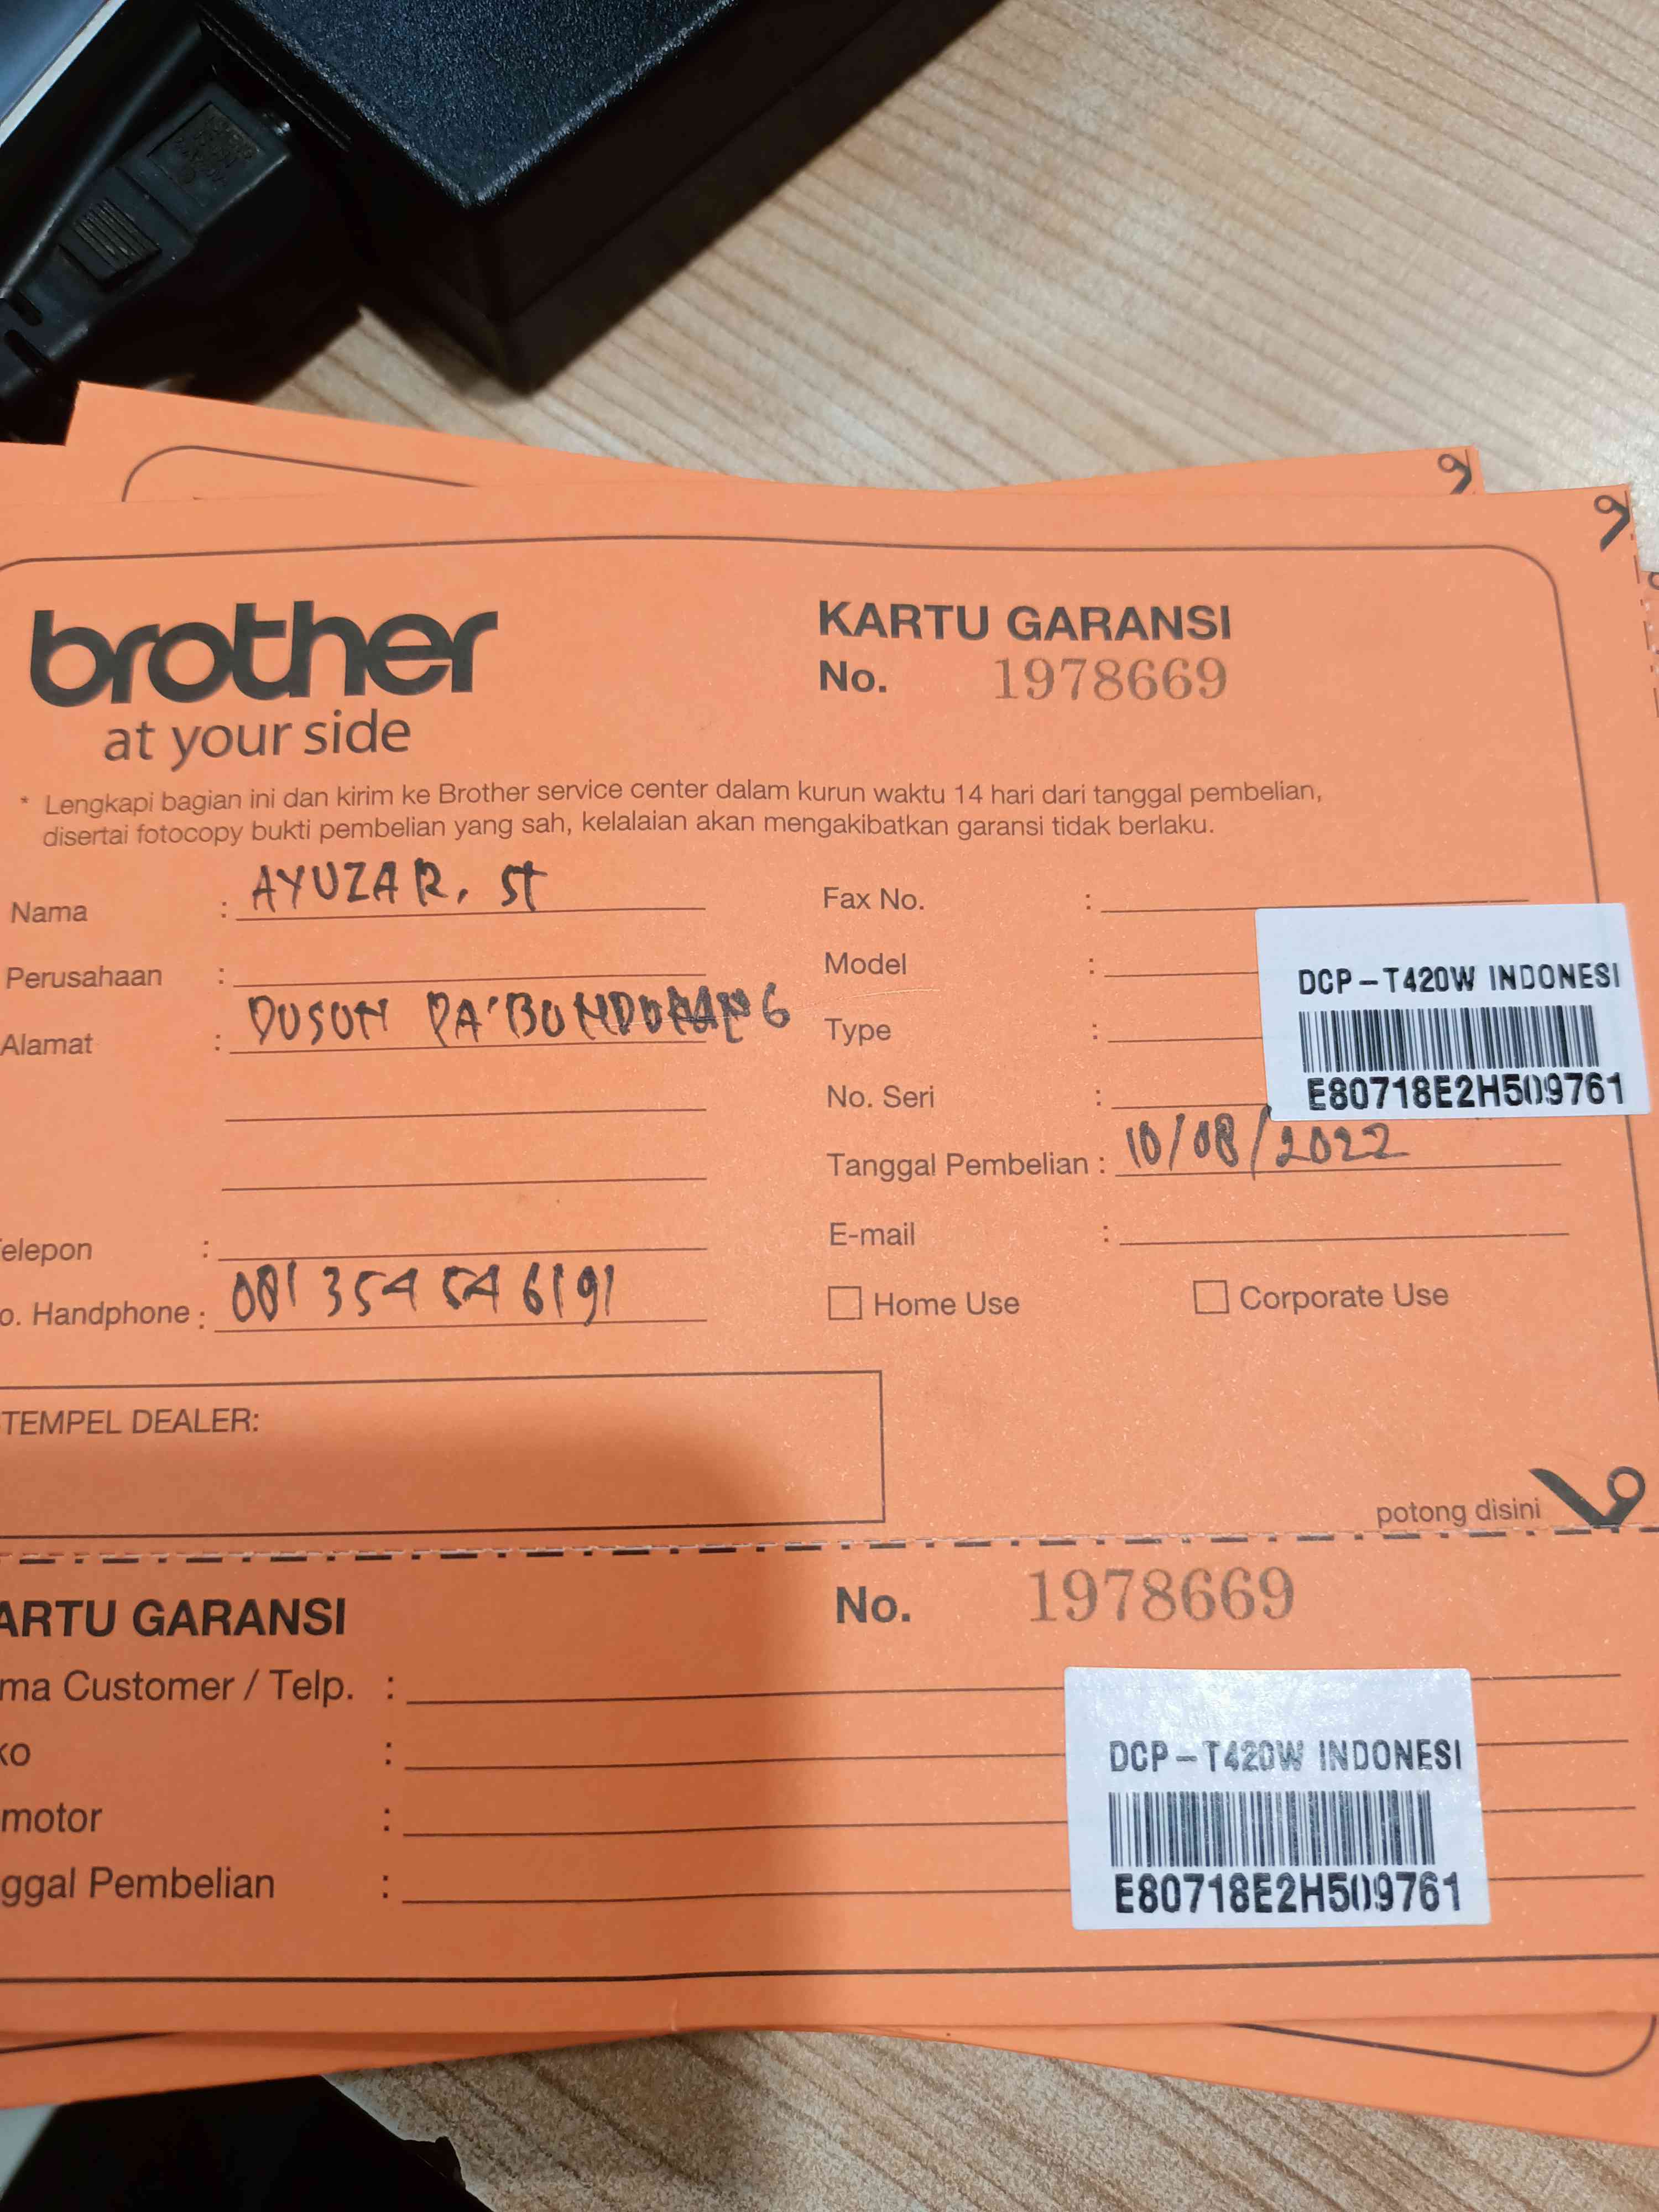 brother
at your side
KARTU GARANSI
No. 1978669
* Lengkapi bagian ini dan kirim ke Brother service center dalam kurun waktu 14 hari dari tanggal pembelian,
disertai fotocopy bukti pembelian yang sah, kelalaian akan mengakibatkan garansi tidak berlaku.
Nama : AYUZAR. ST
Perusahaan :
Alamat : DUSUN
elepon :
o. Handphone : 081 354 546191
Fax No. :
Model :
Type :
No. Seri :
DCP-T420W INDONESI
E80718E2H509761
Tanggal Pembelian : 10/08/2022
E-mail :
Home Use
Corporate Use
TEMPEL DEALER:
potong disini
ARTU GARANSI
No. 1978669
ma Customer / Telp. :
ko :
motor :
ggal Pembelian :
DCP-T420W INDONESI
E80718E2H509761